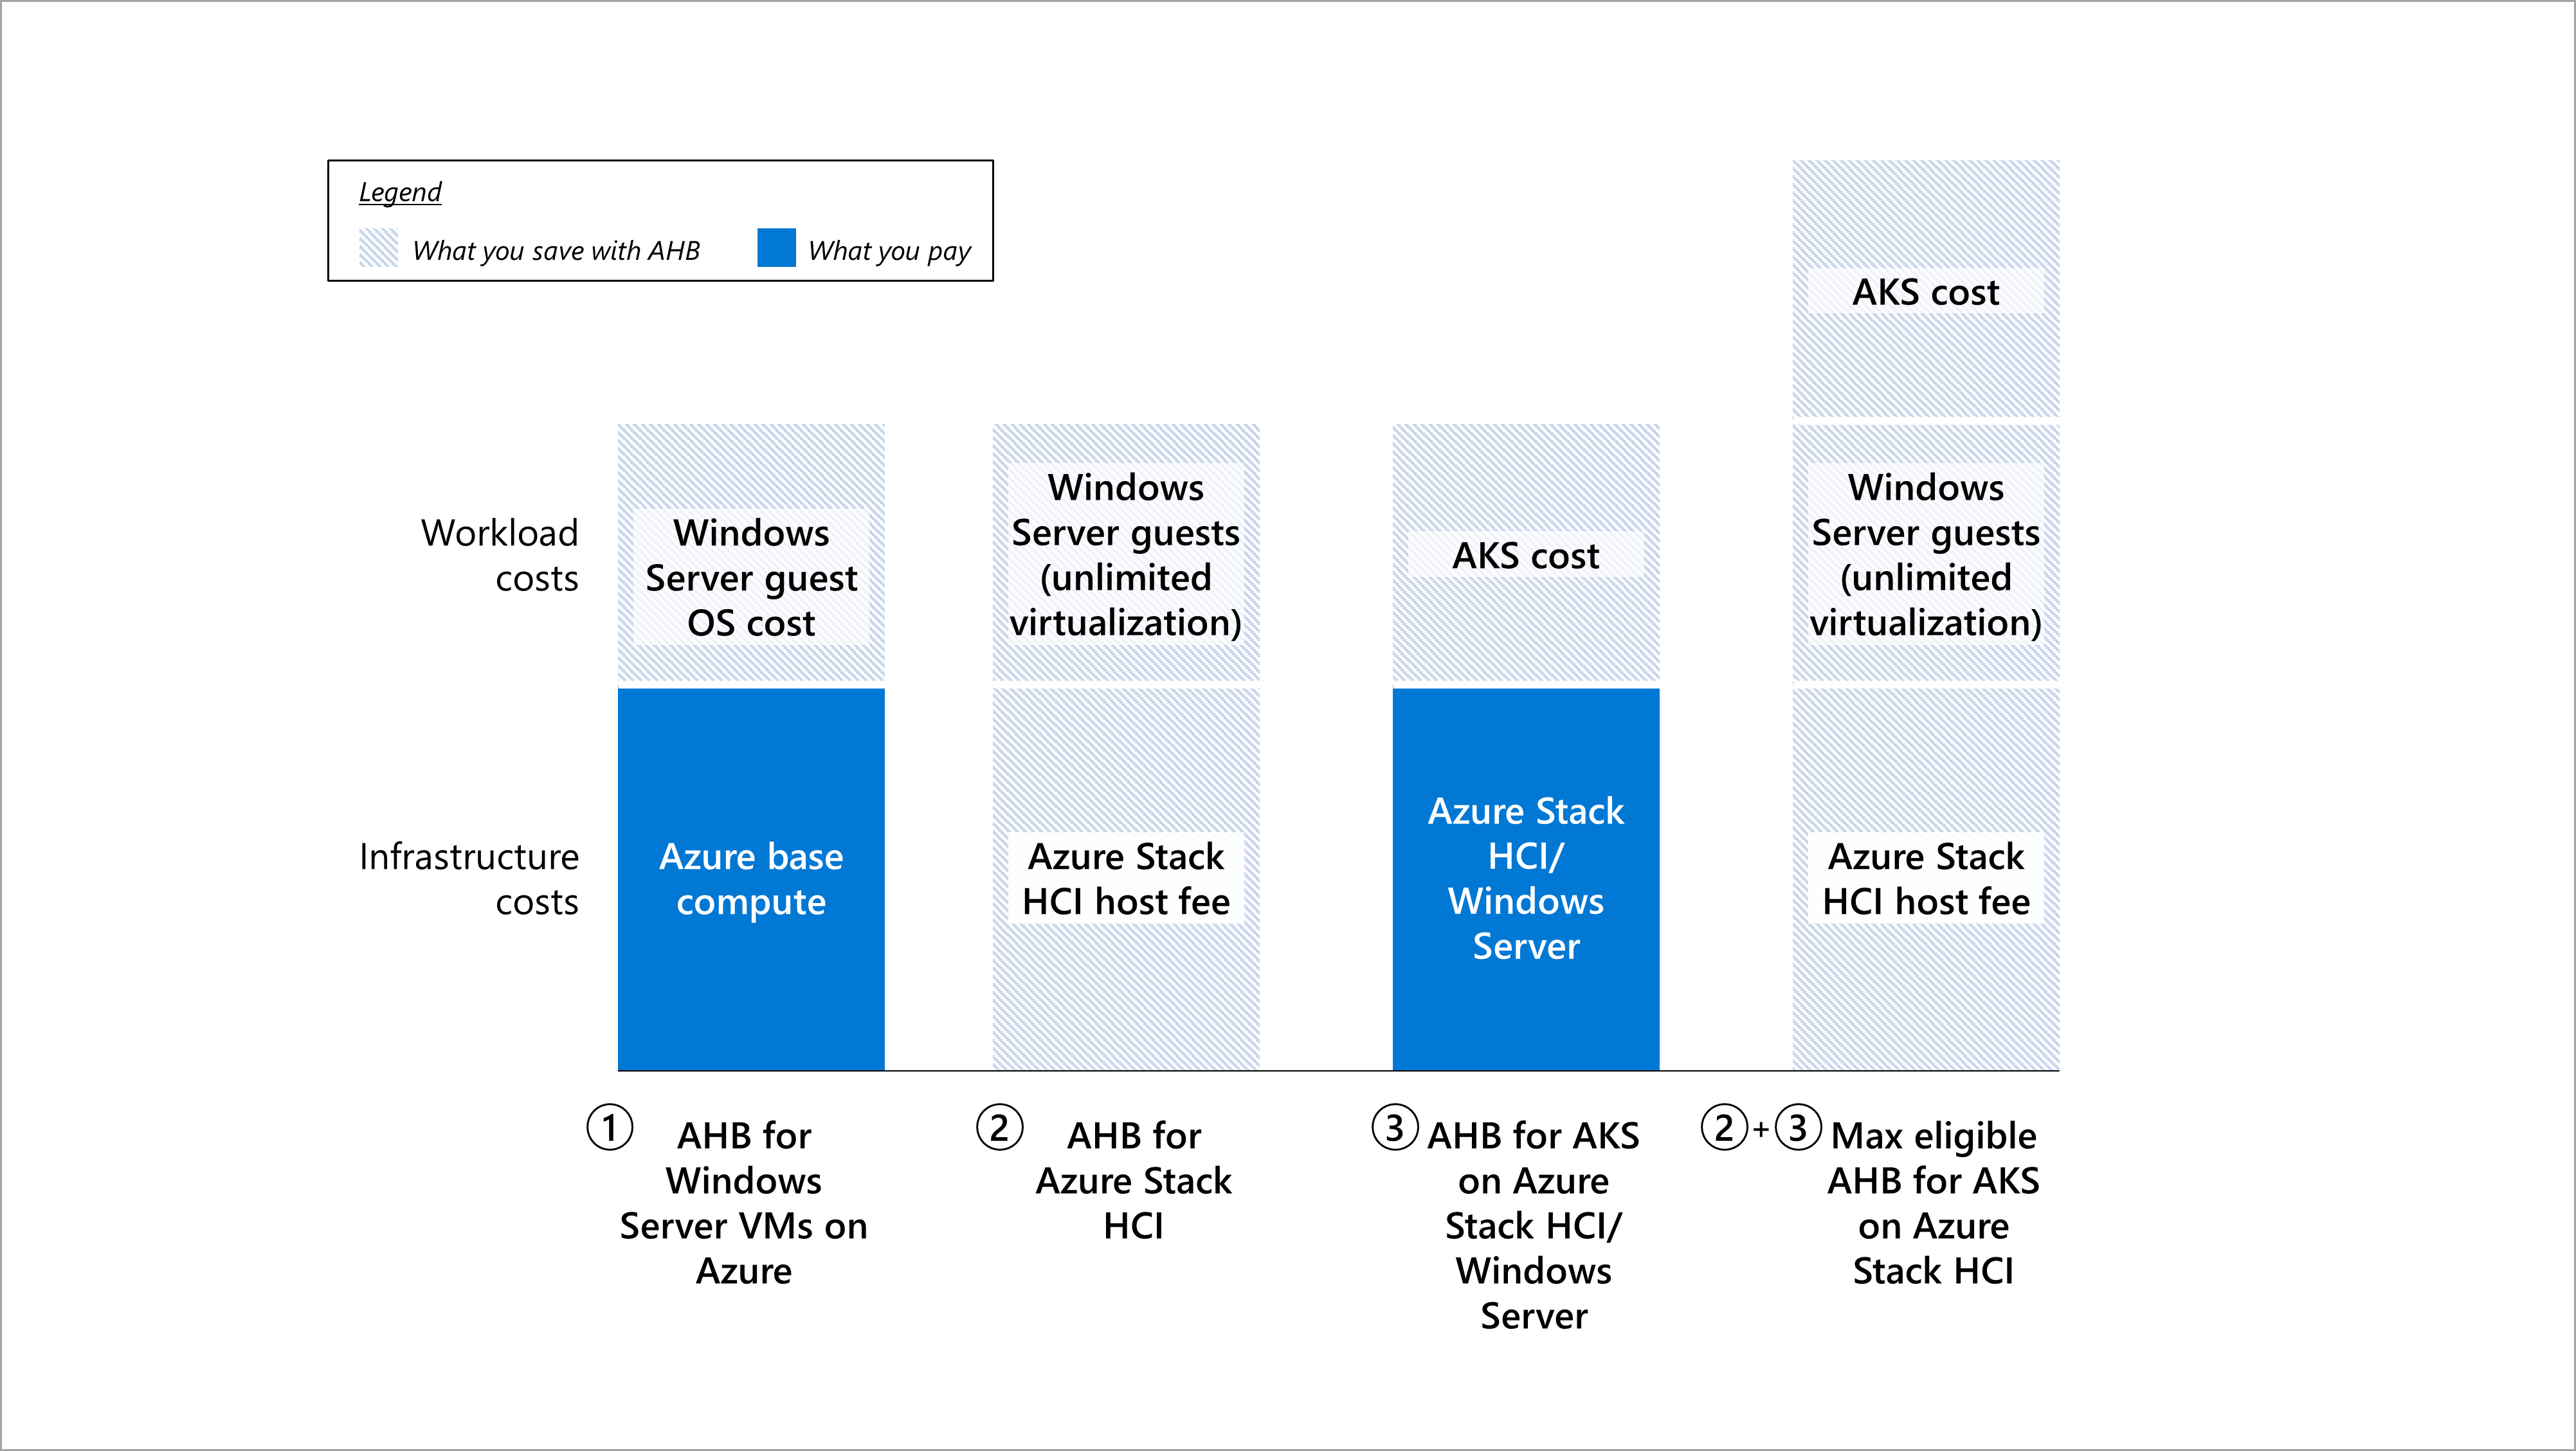 Legend
What you save with AHB
What you pay
AKS cost
Workload
costs
Windows
Server guest
OS cost
Windows
Server guests
(unlimited
virtualization)
AKS cost
Windows
Server guests
(unlimited
virtualization)
Infrastructure
costs
Azure base
compute
Azure Stack
HCI host fee
Azure Stack
HCI/
Windows
Server
Azure Stack
HCI host fee
① AHB for
Windows
Server VMs on
Azure
② AHB for
Azure Stack
HCI
③ AHB for AKS
on Azure
Stack HCI/
Windows
Server
②+③ Max eligible
AHB for AKS
on Azure
Stack HCI